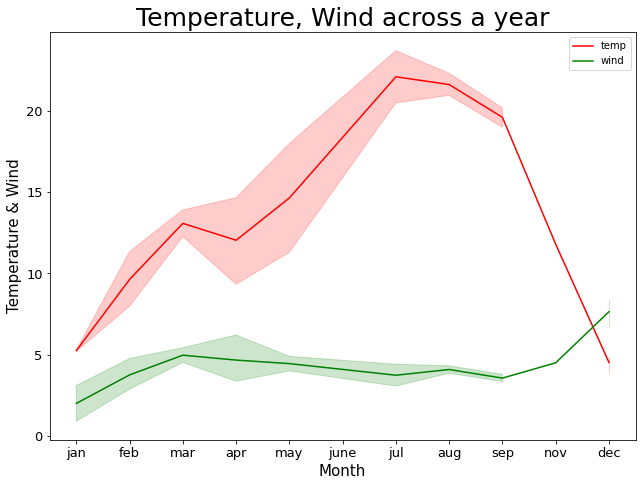 Temperature, Wind across a year
temp
wind
Temperature & Wind
20
15
10
5
0
jan feb mar apr may june jul aug sep nov dec
Month